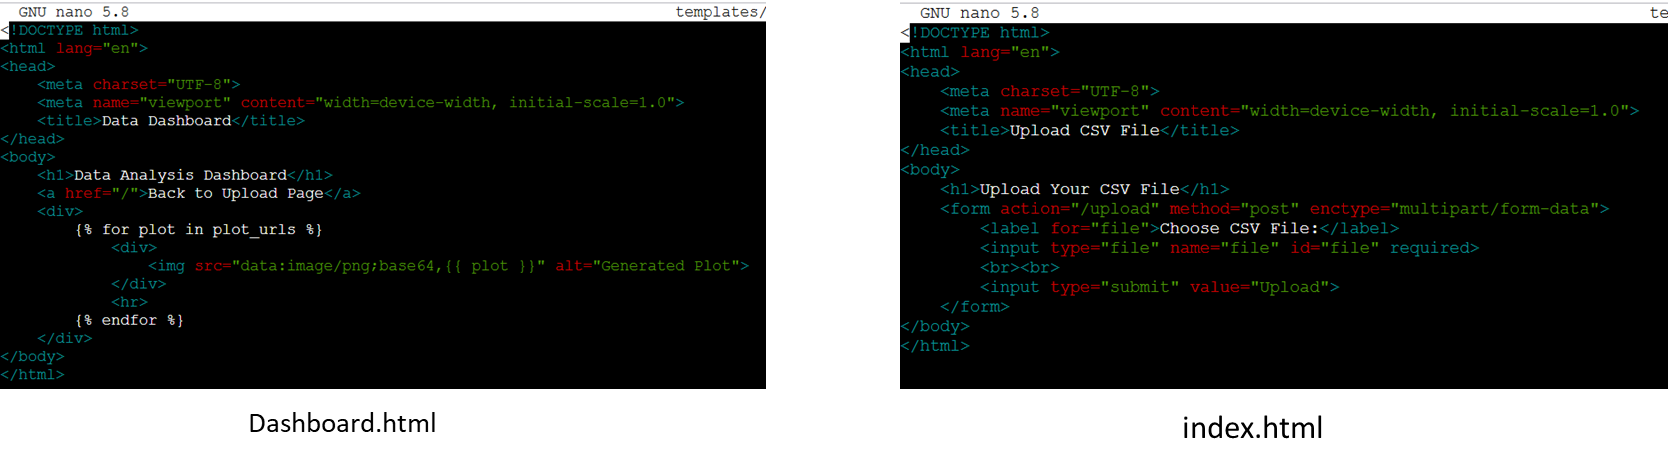 GNU nano 5.8 templates/
<!DOCTYPE html>
<html lang="en">
<head>
    <meta charset="UTF-8">
    <meta name="viewport" content="width=device-width, initial-scale=1.0">
    <title>Data Dashboard</title>
</head>
<body>
    <h1>Data Analysis Dashboard</h1>
    <a href="/">Back to Upload Page</a>
    <div>
        {% for plot in plot_urls %}
            <div>
                <img src="data:image/png;base64,{{ plot }}" alt="Generated Plot">
            </div>
            <hr>
        {% endfor %}
    </div>
</body>
</html>
Dashboard.html
GNU nano 5.8 te
<!DOCTYPE html>
<html lang="en">
<head>
    <meta charset="UTF-8">
    <meta name="viewport" content="width=device-width, initial-scale=1.0">
    <title>Upload CSV File</title>
</head>
<body>
    <h1>Upload Your CSV File</h1>
    <form action="/upload" method="post" enctype="multipart/form-data">
        <label for="file">Choose CSV File:</label>
        <input type="file" name="file" id="file" required>
        <br><br>
        <input type="submit" value="Upload">
    </form>
</body>
</html>
index.html